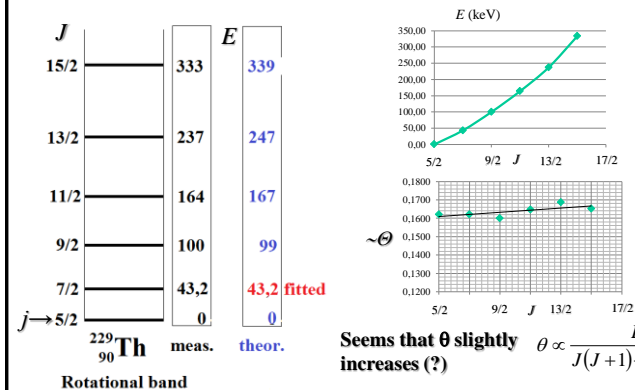 J E
15/2 333 339
13/2 237 247
11/2 164 167
9/2 100 99
7/2 43,2 43,2 fitted
j→5/2 0 0
²²⁹₉₀Th meas. theor.
Rotational band
E (keV)
350,00
300,00
250,00
200,00
150,00
100,00
50,00
0,00
5/2 9/2 J 13/2 17/2
0,1800
0,1700
0,1600
0,1500
0,1400
0,1300
0,1200
~Θ
5/2 9/2 J 13/2 17/2
Seems that θ slightly
increases (?)
θ ∝
J(J+1)